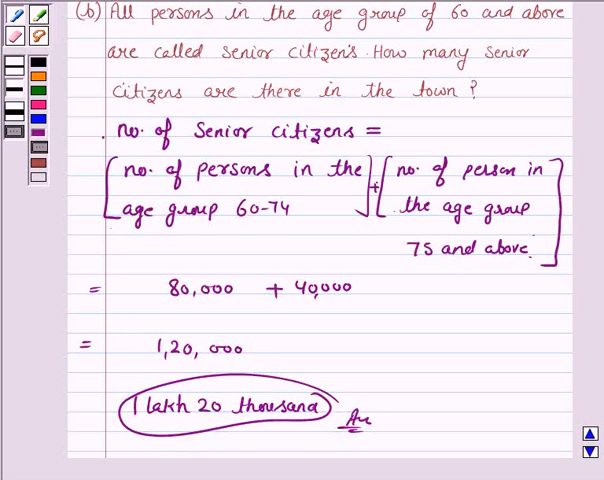 (b) All persons in the age group of 60 and above
are called senior citizen's. How many senior
citizens are there in the town?
no. of senior citizens =
[no. of persons in the age group 60-74] + [no. of person in the age group 75 and above.]
= 80,000 + 40,000
= 1,20,000
1 lakh 20 thousand Ans